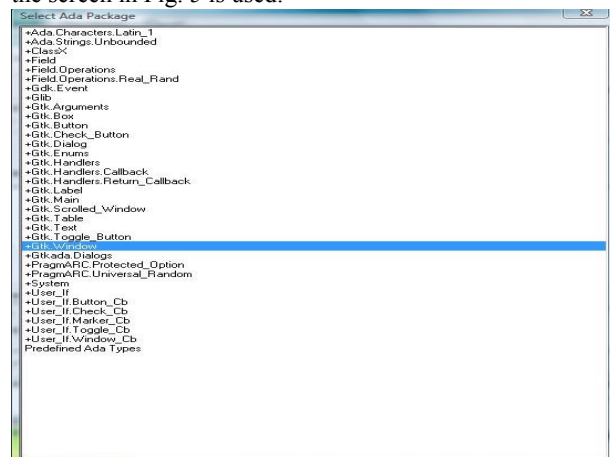 the screen in Fig. 3 is used.
Select Ada Package
+Ada.Characters.Latin_1
+Ada.Strings.Unbounded
+ClassX
+Field
+Field.Operations
+Field.Operations.Real_Rand
+Gdk.Event
+Glib
+Gtk.Arguments
+Gtk.Box
+Gtk.Button
+Gtk.Check_Button
+Gtk.Dialog
+Gtk.Enums
+Gtk.Handlers
+Gtk.Handlers.Callback
+Gtk.Handlers.Return_Callback
+Gtk.Label
+Gtk.Main
+Gtk.Scrolled_Window
+Gtk.Table
+Gtk.Text
+Gtk.Toggle_Button
+Gtk.Window
+Gtkada.Dialogs
+PragmARC.Protected_Option
+PragmARC.Universal_Random
+System
+User_If
+User_If.Button_Cb
+User_If.Check_Cb
+User_If.Marker_Cb
+User_If.Toggle_Cb
+User_If.Window_Cb
Predefined Ada Types